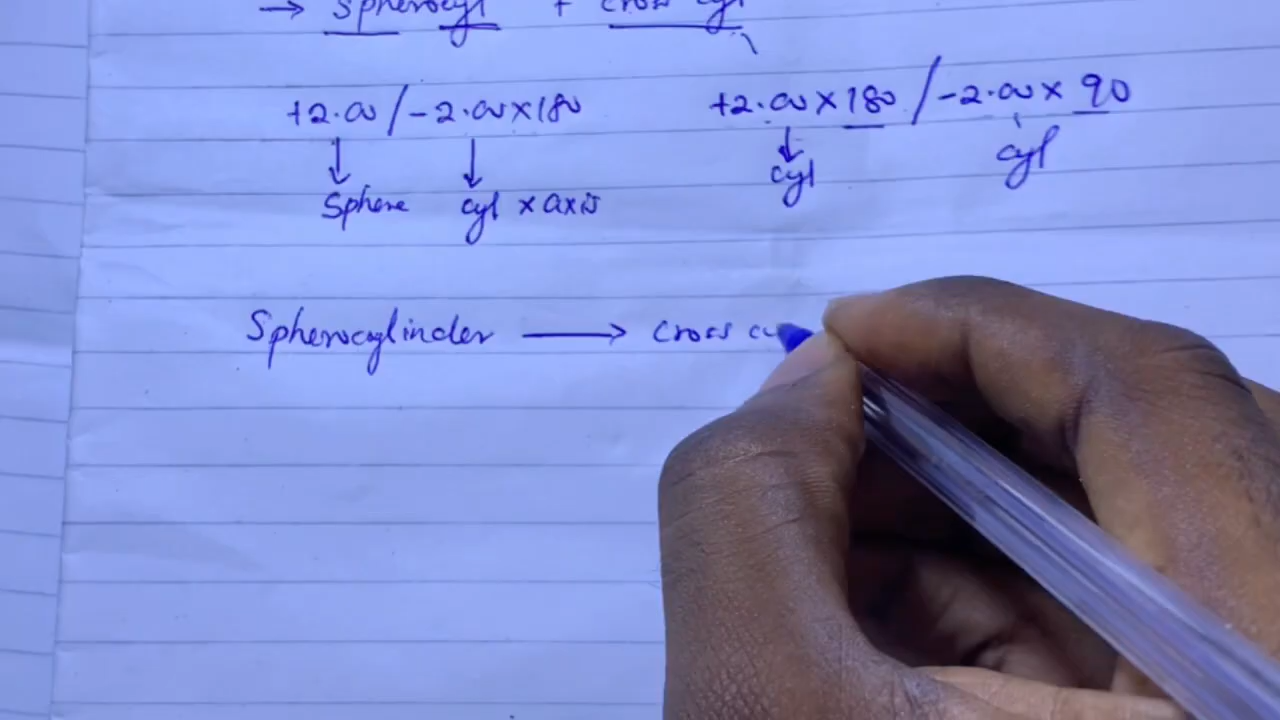 → Spherocyl + cross cyl
+2.00 / -2.00 x 180 +2.00 x 180 / -2.00 x 90
↓ ↓ ↓ cyl
Sphere cyl x axis cyl
Spherocylinder → cross cy